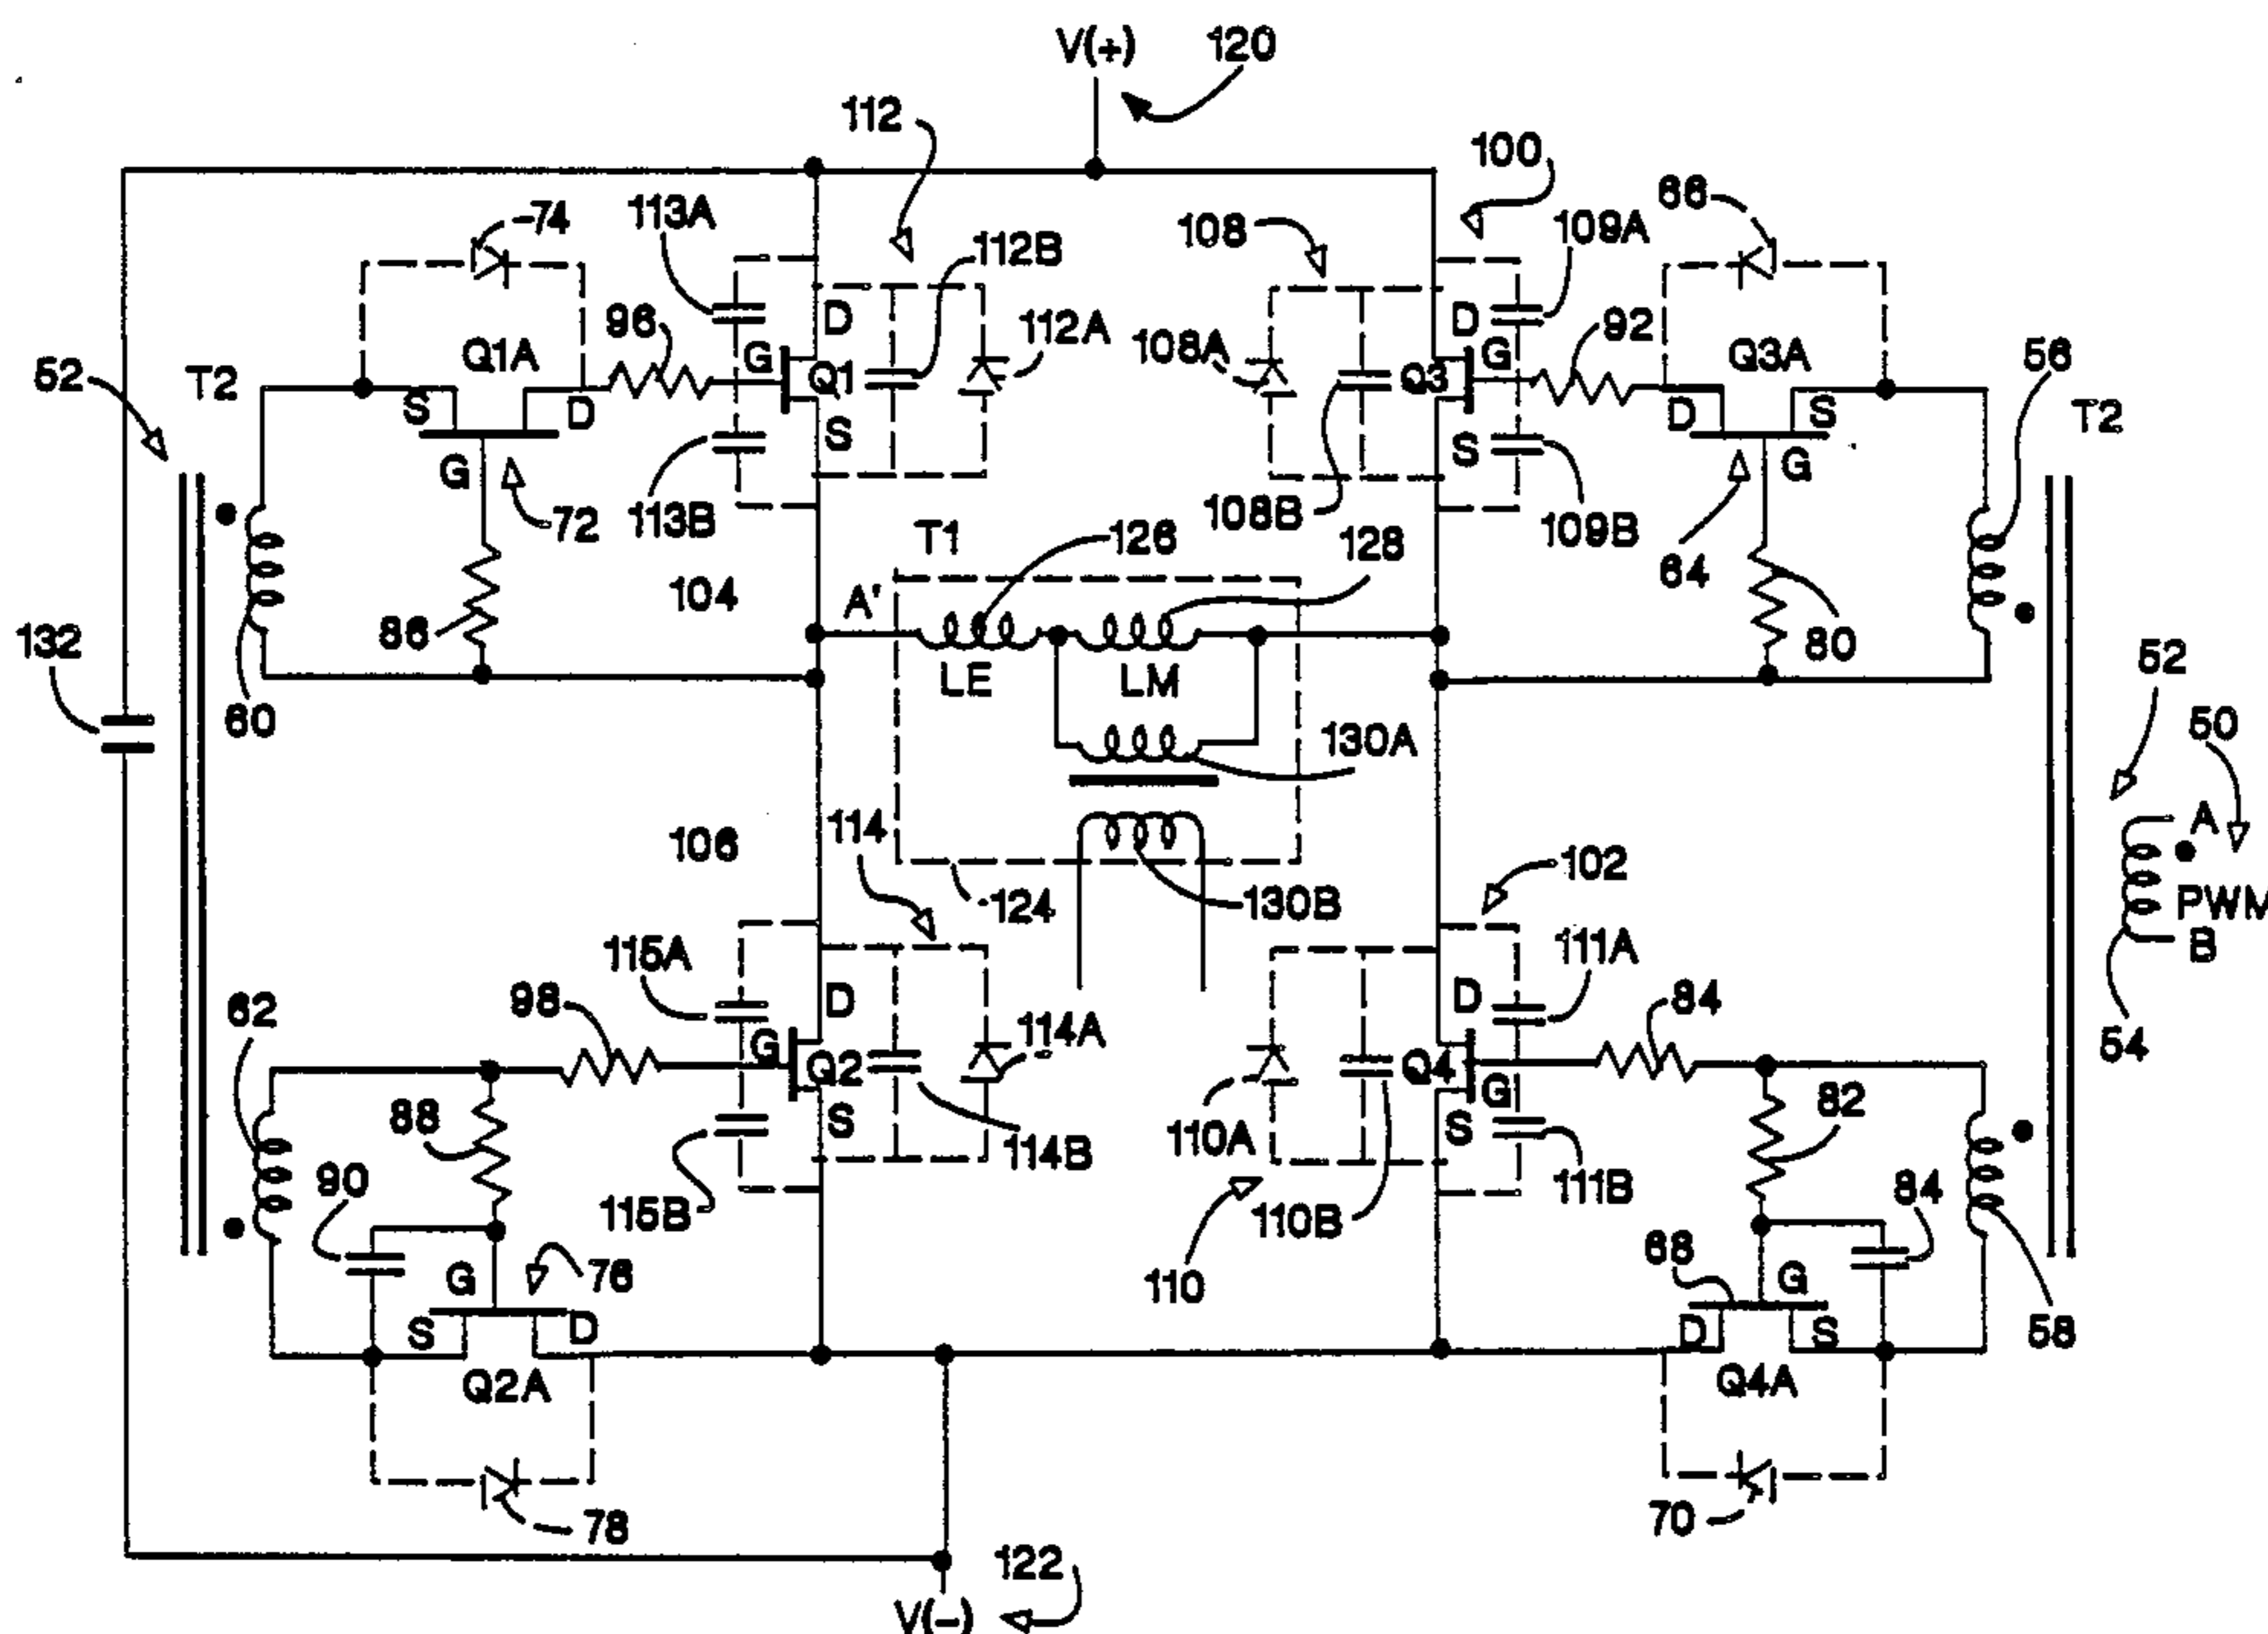 V(+)
120
112
100
-74
113A
112B
108
109A
66
96
D
112A
108A
D
92
52
T2
Q1A
G
Q1
Q3
G
Q3A
56
S
D
S
S
D
S
T2
G
72
113B
108B
109B
64
G
T1
126
128
104
A'
86
80
132
60
LE
LM
52
50
130A
A
106
114
PWM
124
130B
102
B
115A
111A
62
98
D
D
84
54
G
Q2
114A
Q4
G
88
S
110A
S
82
90
115B
114B
110B
111B
84
G
76
110
68
G
S
D
D
S
58
Q2A
Q4A
78
70
122
V(-)